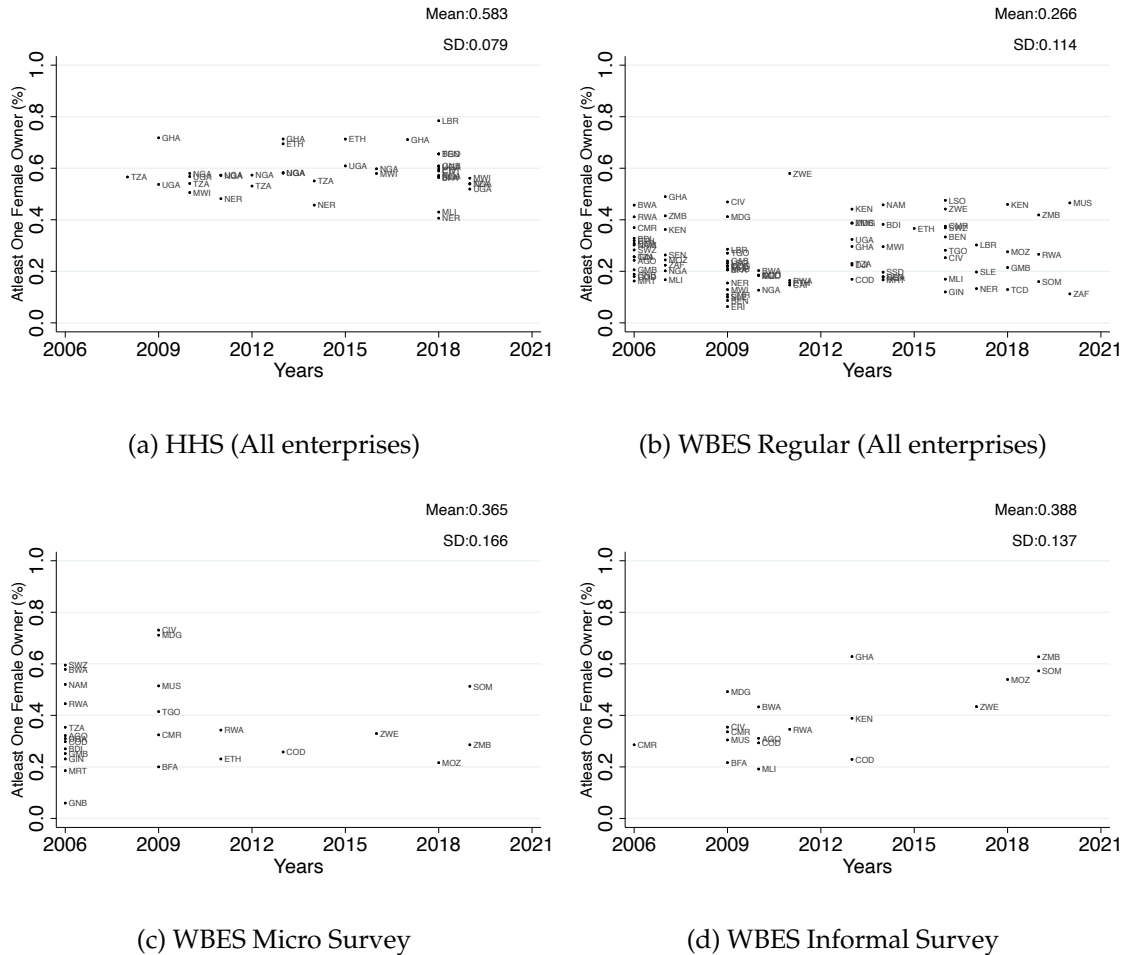 Mean:0.583
SD:0.079
Atleast One Female Owner (%)
1.0
0.8
0.6
0.4
0.2
0.0
LBR
GHA
GHA
ETH
ETH
GHA
UGA
NGA
MWI
TZA
NGA
UGA
TZA
MWI
UGA
NGA
NER
NGA
TZA
NGA
TZA
NER
MLI
NER
MWI
UGA
2006 2009 2012 2015 2018 2021
Years
(a) HHS (All enterprises)
Mean:0.266
SD:0.114
Atleast One Female Owner (%)
1.0
0.8
0.6
0.4
0.2
0.0
ZWE
BWA
GHA
CIV
RWA
ZMB
MDG
CMR
KEN
SWZ
SEN
MOZ
ZAF
AGO
GMB
NGA
MRT
MLI
LBR
TGO
NER
MWI
BEN
ERI
RWA
NGA
KEN
NAM
BDI
UGA
GHA
SEN
TZA
COD
SSD
MRT
ETH
LSO
ZWE
CMR
SWZ
BEN
TGO
CIV
MLI
GIN
LBR
SLE
NER
KEN
MOZ
GMB
TCD
ZMB
RWA
SOM
MUS
ZAF
2006 2009 2012 2015 2018 2021
Years
(b) WBES Regular (All enterprises)
Mean:0.365
SD:0.166
Atleast One Female Owner (%)
1.0
0.8
0.6
0.4
0.2
0.0
CIV
MDG
SWZ
BWA
NAM
MUS
SOM
RWA
TGO
TZA
AGO
COD
BDI
GMB
GIN
MRT
GNB
CMR
BFA
RWA
ETH
COD
ZWE
MOZ
ZMB
2006 2009 2012 2015 2018 2021
Years
(c) WBES Micro Survey
Mean:0.388
SD:0.137
Atleast One Female Owner (%)
1.0
0.8
0.6
0.4
0.2
0.0
GHA
ZMB
SOM
MOZ
MDG
BWA
ZWE
KEN
CIV
CMR
MUS
RWA
AGO
COD
CMR
BFA
MLI
COD
2006 2009 2012 2015 2018 2021
Years
(d) WBES Informal Survey